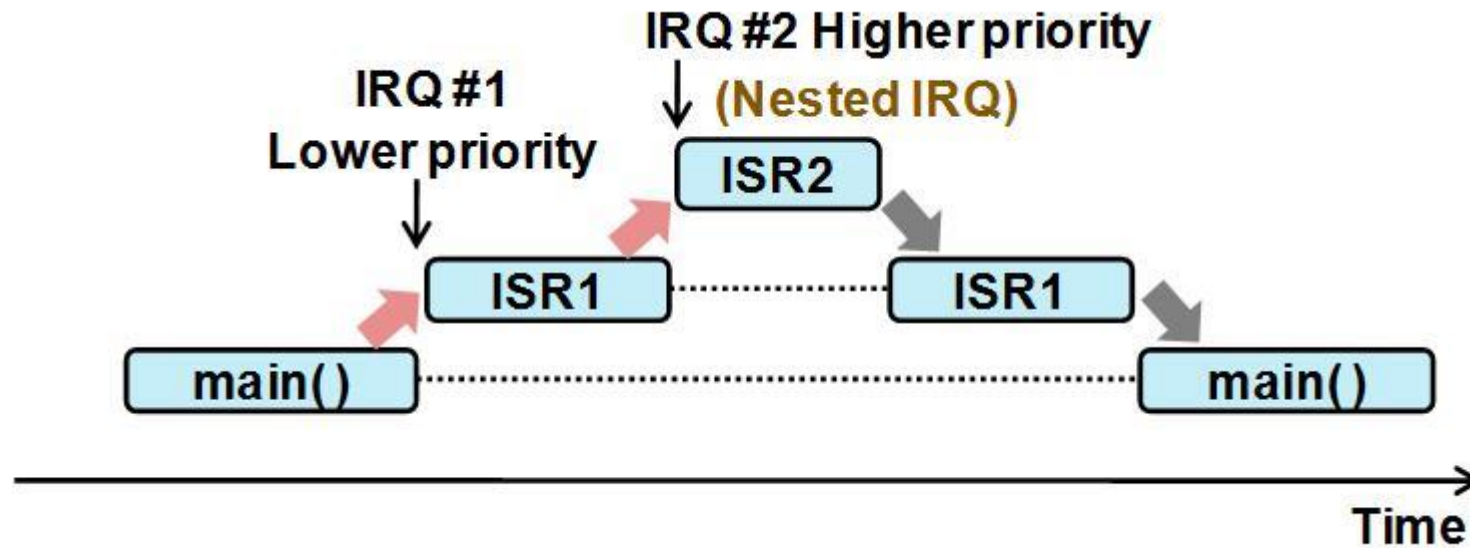 IRQ #2 Higher priority
(Nested IRQ)
IRQ #1
Lower priority
ISR2
ISR1
ISR1
main()
main()
Time